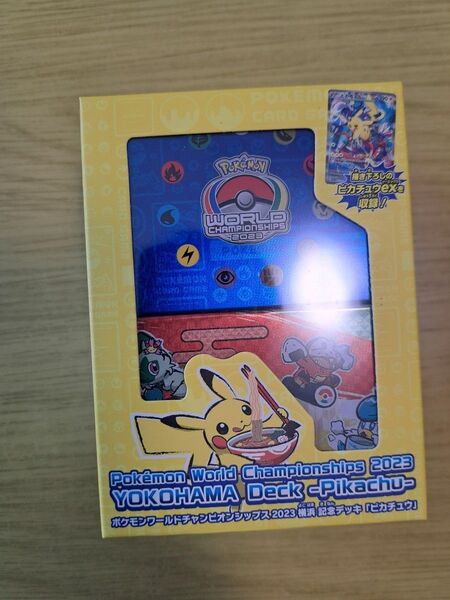 POKÉMON
CARD GAME
描き下ろしの
ピカチュウexを
収録!
Pokémon
WORLD
CHAMPIONSHIPS
2023
Pokémon World Championships 2023
YOKOHAMA Deck -Pikachu-
ポケモンワールドチャンピオンシップス2023 横浜 記念デッキ「ピカチュウ」